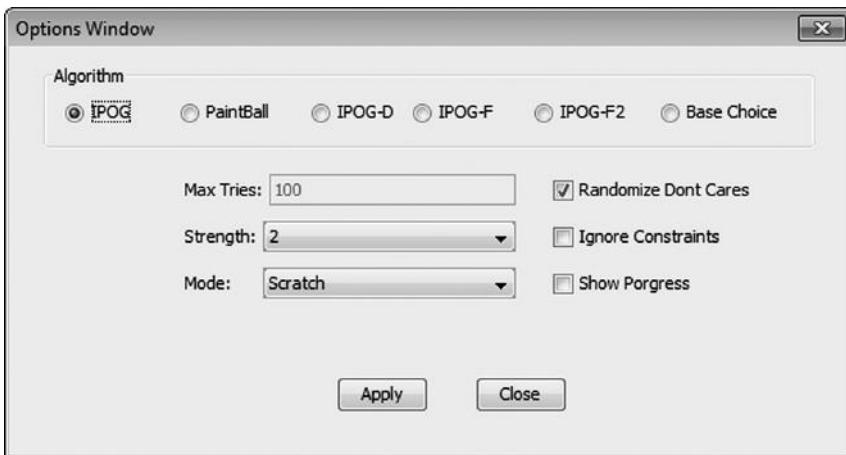 Options Window
Algorithm
IPOG PaintBall IPOG-D IPOG-F IPOG-F2 Base Choice
Max Tries: 100 Randomize Dont Cares
Strength: 2 Ignore Constraints
Mode: Scratch Show Porgress
Apply Close